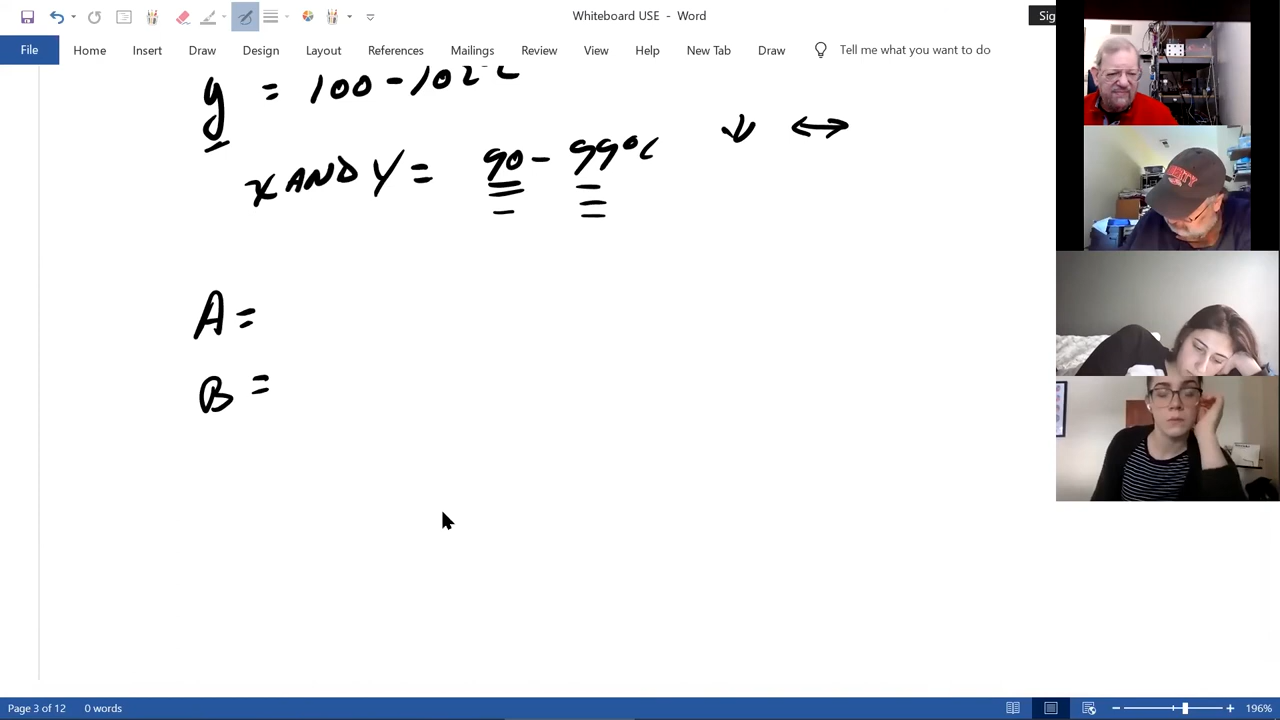 Whiteboard USE - Word
Sig
File Home Insert Draw Design Layout References Mailings Review View Help New Tab Draw Tell me what you want to do
y = 100 - 102°C
x AND Y = 90 - 99°C ↓ ↔
A =
B =
Page 3 of 12 0 words 196%